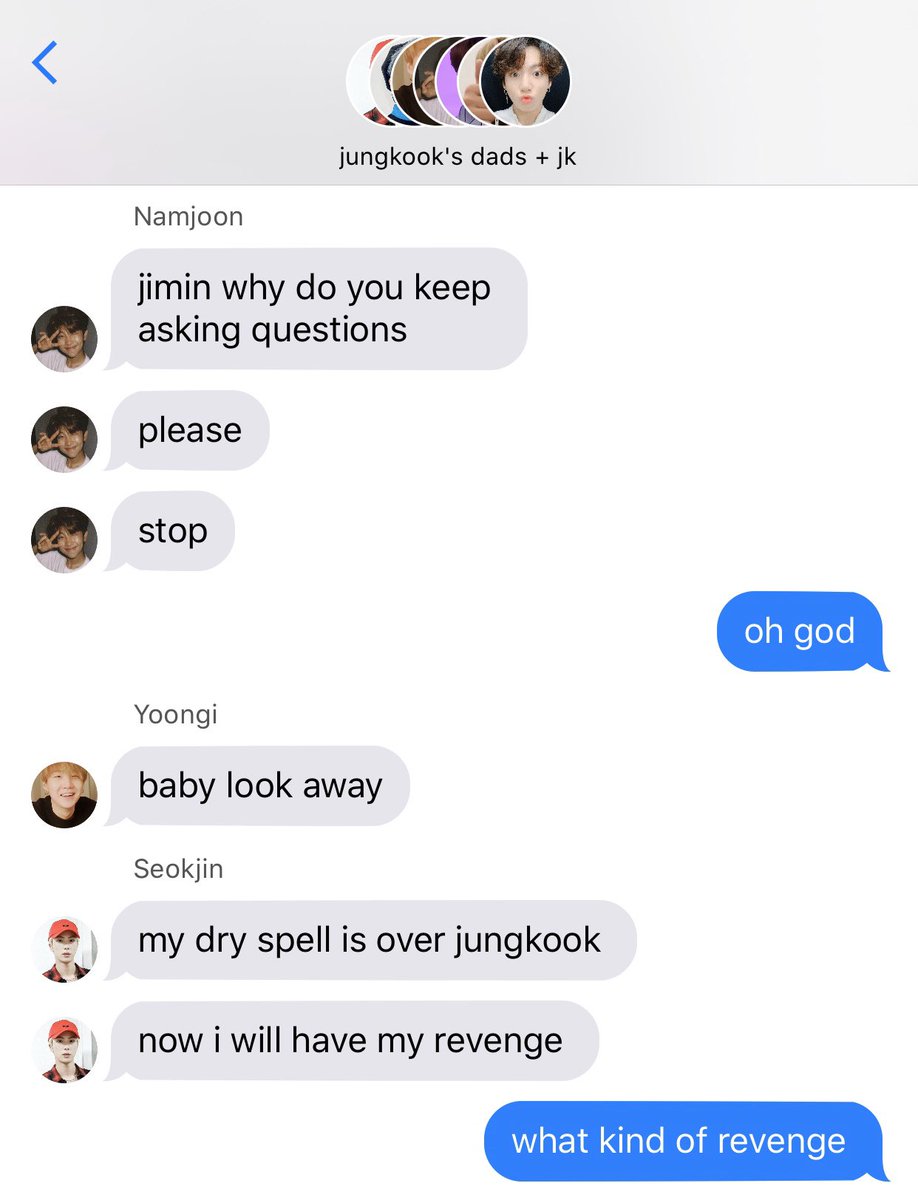 jungkook's dads + jk
Namjoon
jimin why do you keep
asking questions
please
stop
oh god
Yoongi
baby look away
Seokjin
my dry spell is over jungkook
now i will have my revenge
what kind of revenge